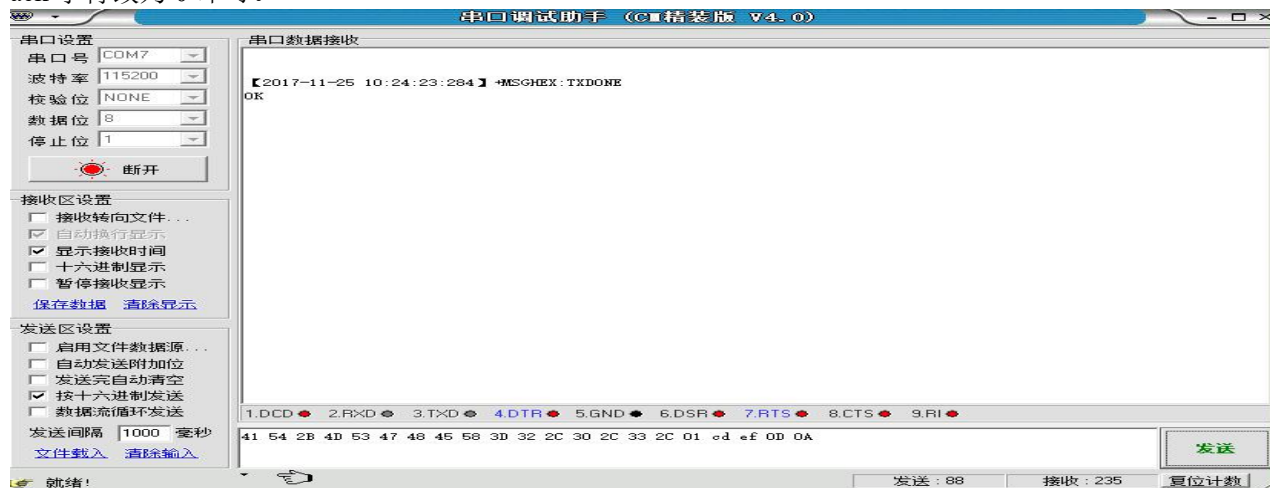 串口调试助手 (CM精装版 V4.0)
串口设置
串口号 COM7
波特率 115200
校验位 NONE
数据位 8
停止位 1
断开
接收区设置
接收转向文件...
自动换行显示
显示接收时间
十六进制显示
暂停接收显示
保存数据 清除显示
发送区设置
启用文件数据源...
自动发送附加位
发送完自动清空
按十六进制发送
数据流循环发送
发送间隔 1000 毫秒
文件载入 清除输入
串口数据接收
【2017-11-25 10:24:23:284】+MSGHEX:TXDONE
OK
1.DCD 2.RXD 3.TXD 4.DTR 5.GND 6.DSR 7.RTS 8.CTS 9.RI
41 54 2B 4D 53 47 48 45 58 3D 32 2C 30 2C 33 2C 01 cd ef 0D 0A
发送
就绪! 发送:88 接收:235 复位计数